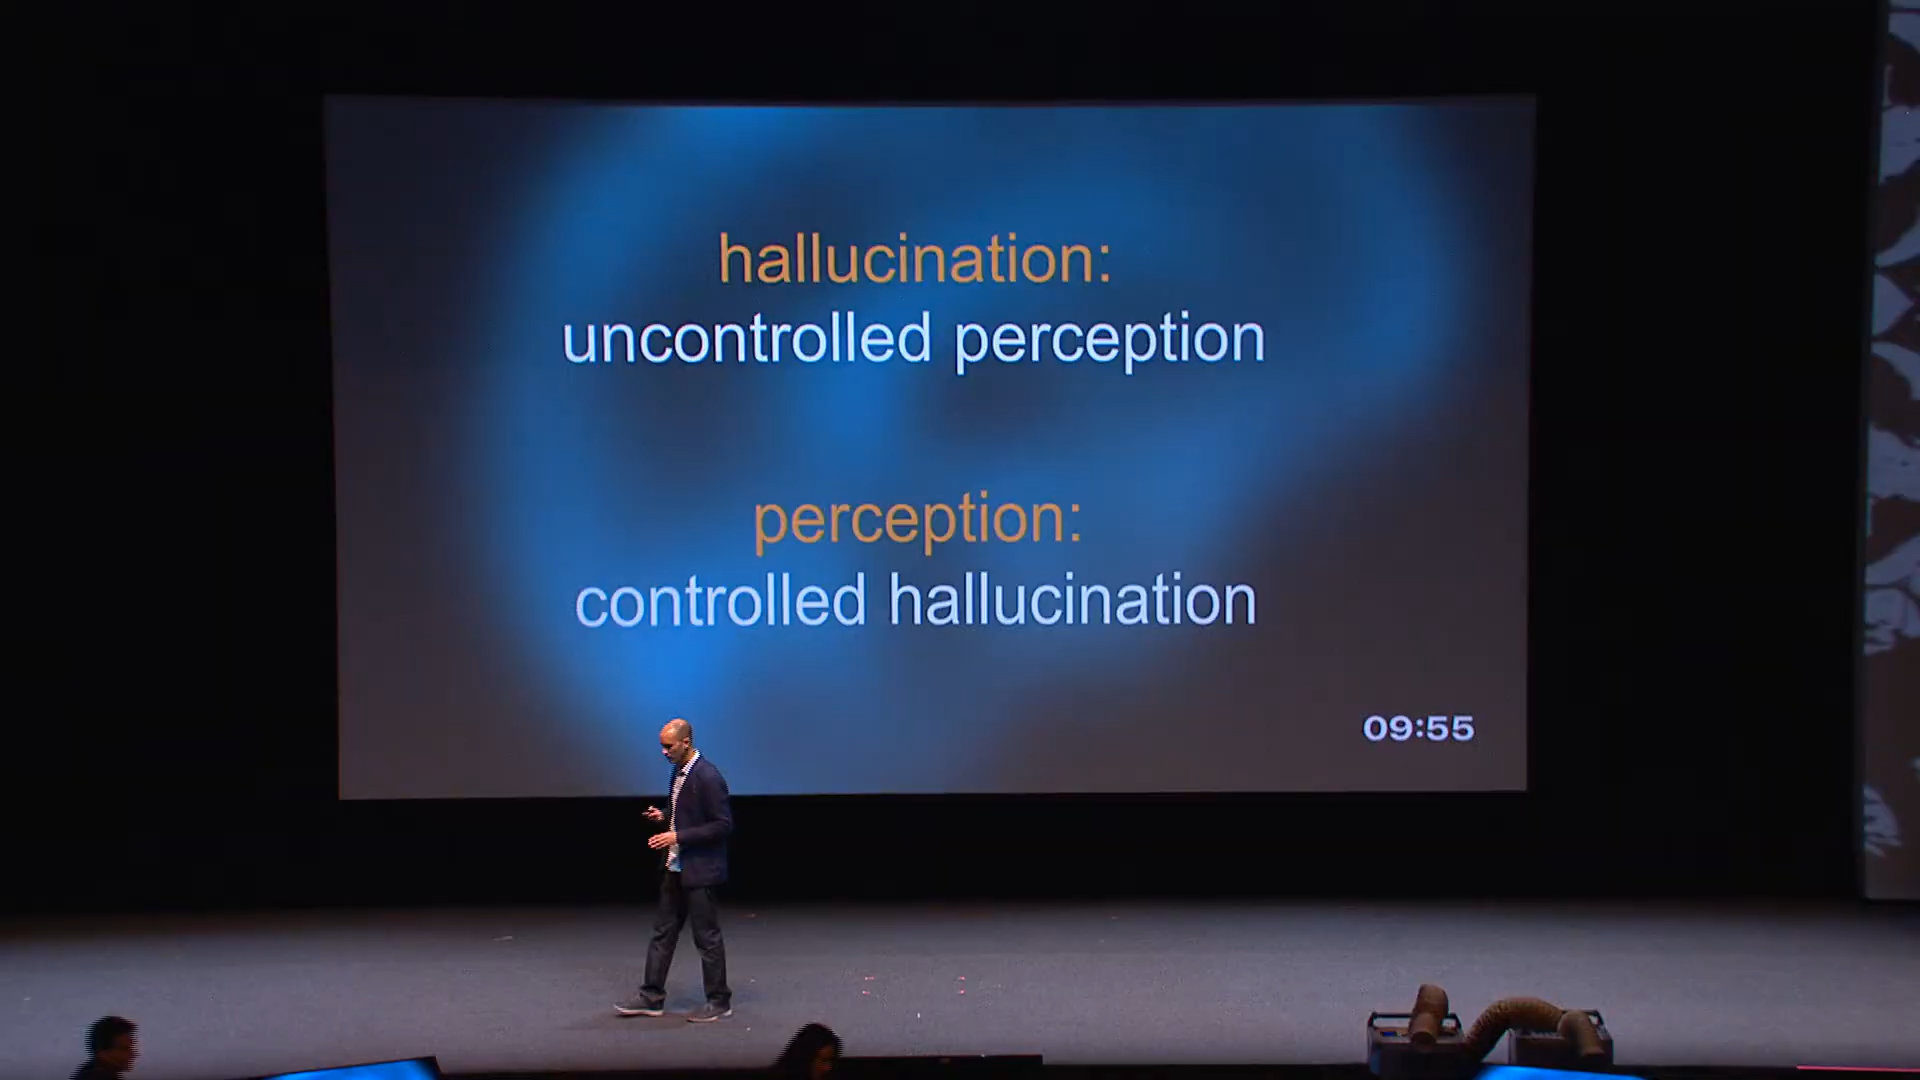 hallucination:
uncontrolled perception
perception:
controlled hallucination
09:55